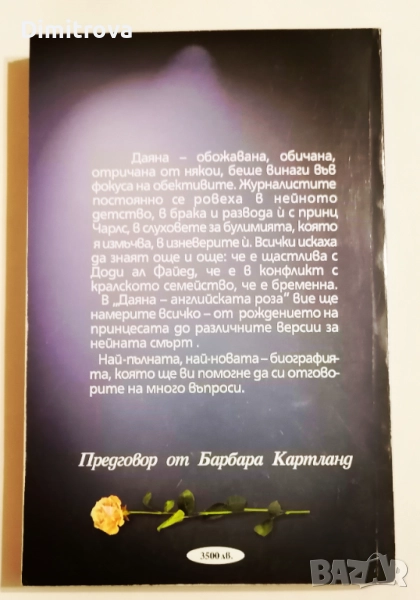 Dimitrova
Даяна – обожавана, обичана,
отричана от някои, беше винаги във
фокуса на обективите. Журналистите
постоянно се ровеха в нейното
детство, в брака и развода ѝ с принц
Чарлс, в слуховете за булимията, която
я измъчва, в изневерите ѝ. Всички искаха
да знаят още и още: че е щастлива с
Доди ал Файед, че е в конфликт с
кралското семейство, че е бременна.
В „Даяна – английската роза" вие ще
намерите всичко – от рождението на
принцесата до различните версии за
нейната смърт .
Най-пълната, най-новата – биография-
та, която ще ви помогне да си отгово-
рите на много въпроси.
Предговор от Барбара Картланд
3500 лв.
BAZAR